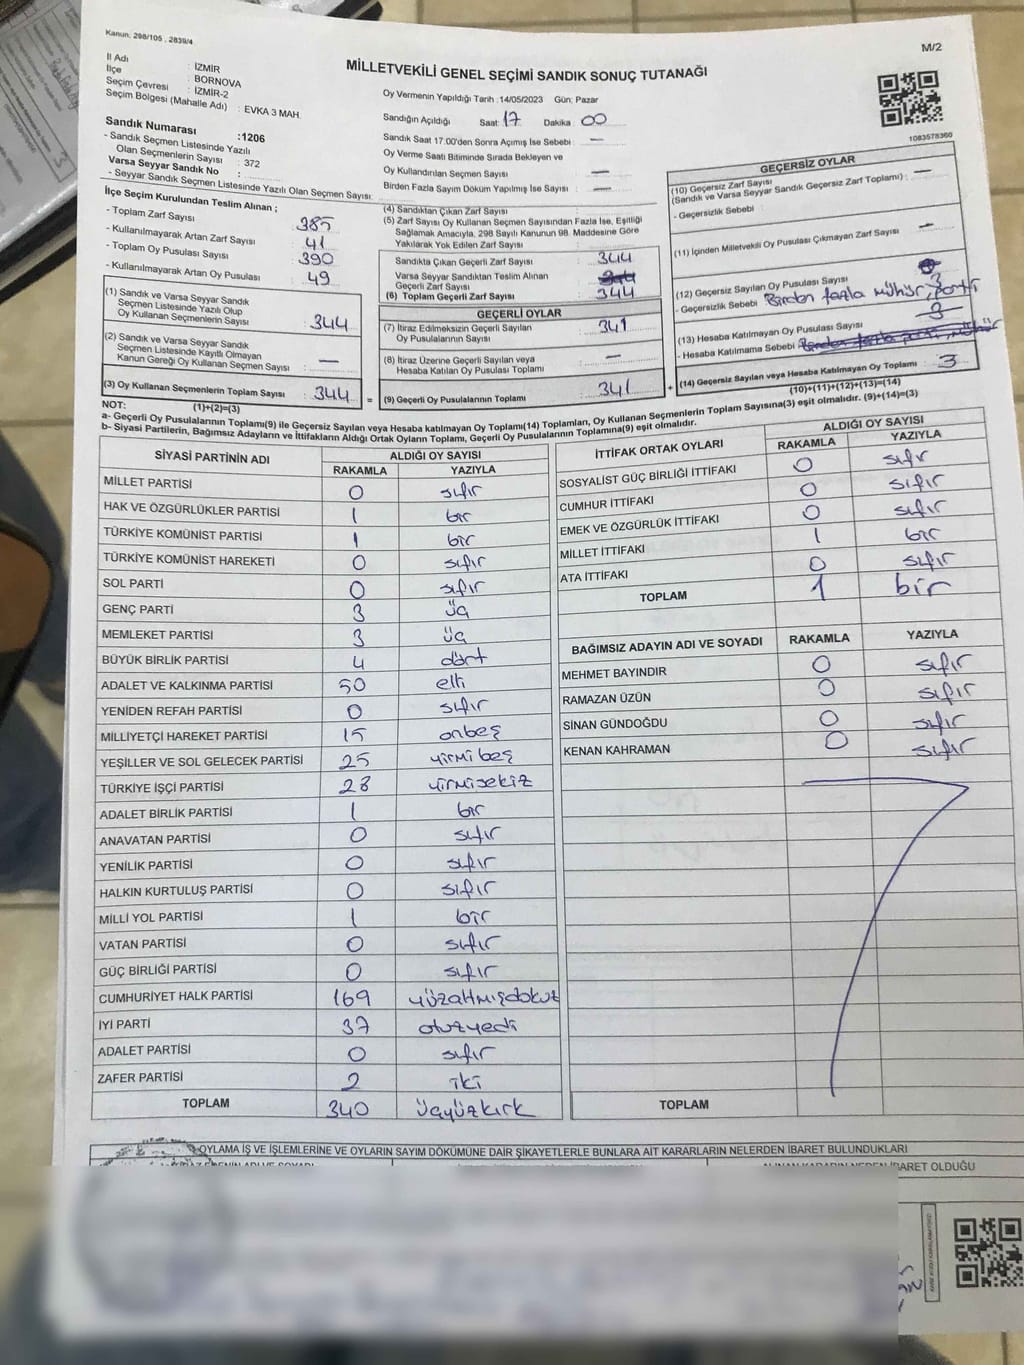 Kanun. 298/105 , 2839/4
M/2
MİLLETVEKİLİ GENEL SEÇİMİ SANDIK SONUÇ TUTANAĞI
İl Adı : İZMİR
İlçe : BORNOVA
Seçim Çevresi : İZMİR-2
Seçim Bölgesi (Mahalle Adı) : EVKA 3 MAH.
Sandık Numarası :1206
- Sandık Seçmen Listesinde Yazılı
Olan Seçmenlerin Sayısı : 372
Varsa Seyyar Sandık No :
- Seyyar Sandık Seçmen Listesinde Yazılı Olan Seçmen Sayısı:
Oy Vermenin Yapıldığı Tarih :14/05/2023 Gün: Pazar
Sandığın Açıldığı Saat: 17 Dakika 00
Sandık Saat 17.00'den Sonra Açımış İse Sebebi : —
Oy Verme Saati Bitiminde Sırada Bekleyen ve
Oy Kullandırılan Seçmen Sayısı : —
Birden Fazla Sayım Döküm Yapılmış İse Sayısı : —
1083578360
İlçe Seçim Kurulundan Teslim Alınan ;
- Toplam Zarf Sayısı : 385
- Kullanılmayarak Artan Zarf Sayısı : 41
- Toplam Oy Pusulası Sayısı : 390
- Kullanılmayarak Artan Oy Pusulası : 49
(1) Sandık ve Varsa Seyyar Sandık
Seçmen Listesinde Yazılı Olup
Oy Kullanan Seçmenlerin Sayısı : 344
(2) Sandık ve Varsa Seyyar Sandık
Seçmen Listesinde Kayıtlı Olmayan
Kanun Gereği Oy Kullanan Seçmen Sayısı : —
(3) Oy Kullanan Seçmenlerin Toplam Sayısı : 344 =
(1)+(2)=(3)
(4) Sandıktan Çıkan Zarf Sayısı :
(5) Zarf Sayısı Oy Kullanan Seçmen Sayısından Fazla İse, Eşitliği
Sağlamak Amacıyla, 298 Sayılı Kanunun 98. Maddesine Göre
Yakılarak Yok Edilen Zarf Sayısı :
Sandıkta Çıkan Geçerli Zarf Sayısı : 344
Varsa Seyyar Sandıktan Teslim Alınan
Geçerli Zarf Sayısı :
(6) Toplam Geçerli Zarf Sayısı : 344
GEÇERLİ OYLAR
(7) İtiraz Edilmeksizin Geçerli Sayılan
Oy Pusulalarının Sayısı : 341
(8) İtiraz Üzerine Geçerli Sayılan veya
Hesaba Katılan Oy Pusulası Toplamı : —
(9) Geçerli Oy Pusulalarının Toplamı : 341 +
GEÇERSİZ OYLAR
(10) Geçersiz Zarf Sayısı
(Sandık ve Varsa Seyyar Sandık Geçersiz Zarf Toplamı) : —
- Geçersizlik Sebebi :
(11) İçinden Milletvekili Oy Pusulası Çıkmayan Zarf Sayısı : —
(12) Geçersiz Sayılan Oy Pusulası Sayısı : 3
- Geçersizlik Sebebi : Birden fazla mühür, parti
(13) Hesaba Katılmayan Oy Pusulası Sayısı :
- Hesaba Katılmama Sebebi :
(14) Geçersiz Sayılan veya Hesaba Katılmayan Oy Toplamı : 3
(10)+(11)+(12)+(13)=(14)
NOT:
a- Geçerli Oy Pusulalarının Toplamı(9) ile Geçersiz Sayılan veya Hesaba katılmayan Oy Toplamı(14) Toplamları, Oy Kullanan Seçmenlerin Toplam Sayısına(3) eşit olmalıdır. (9)+(14)=(3)
b- Siyasi Partilerin, Bağımsız Adayların ve İttifakların Aldığı Ortak Oyların Toplamı, Geçerli Oy Pusulalarının Toplamına(9) eşit olmalıdır.
SİYASİ PARTİNİN ADI ALDIĞI OY SAYISI
RAKAMLA YAZIYLA
MİLLET PARTİSİ 0 sıfır
HAK VE ÖZGÜRLÜKLER PARTİSİ 1 bir
TÜRKİYE KOMÜNİST PARTİSİ 1 bir
TÜRKİYE KOMÜNİST HAREKETİ 0 sıfır
SOL PARTİ 0 sıfır
GENÇ PARTİ 3 üç
MEMLEKET PARTİSİ 3 üç
BÜYÜK BİRLİK PARTİSİ 4 dört
ADALET VE KALKINMA PARTİSİ 50 elli
YENİDEN REFAH PARTİSİ 0 sıfır
MİLLİYETÇİ HAREKET PARTİSİ 15 onbeş
YEŞİLLER VE SOL GELECEK PARTİSİ 25 yirmi beş
TÜRKİYE İŞÇİ PARTİSİ 28 yirmisekiz
ADALET BİRLİK PARTİSİ 1 bir
ANAVATAN PARTİSİ 0 sıfır
YENİLİK PARTİSİ 0 sıfır
HALKIN KURTULUŞ PARTİSİ 0 sıfır
MİLLİ YOL PARTİSİ 1 bir
VATAN PARTİSİ 0 sıfır
GÜÇ BİRLİĞİ PARTİSİ 0 sıfır
CUMHURİYET HALK PARTİSİ 169 yüzaltmışdokuz
İYİ PARTİ 37 otuzyedi
ADALET PARTİSİ 0 sıfır
ZAFER PARTİSİ 2 iki
TOPLAM 340 üçyüzkırk
İTTİFAK ORTAK OYLARI ALDIĞI OY SAYISI
RAKAMLA YAZIYLA
SOSYALİST GÜÇ BİRLİĞİ İTTİFAKI 0 sıfır
CUMHUR İTTİFAKI 0 sıfır
EMEK VE ÖZGÜRLÜK İTTİFAKI 0 sıfır
MİLLET İTTİFAKI 1 bir
ATA İTTİFAKI 0 sıfır
TOPLAM 1 bir
BAĞIMSIZ ADAYIN ADI VE SOYADI RAKAMLA YAZIYLA
MEHMET BAYINDIR 0 sıfır
RAMAZAN ÜZÜN 0 sıfır
SİNAN GÜNDOĞDU 0 sıfır
KENAN KAHRAMAN 0 sıfır
TOPLAM
OYLAMA İŞ VE İŞLEMLERİNE VE OYLARIN SAYIM DÖKÜMÜNE DAİR ŞİKAYETLERLE BUNLARA AİT KARARLARIN NELERDEN İBARET BULUNDUKLARI
İBARET OLDUĞU